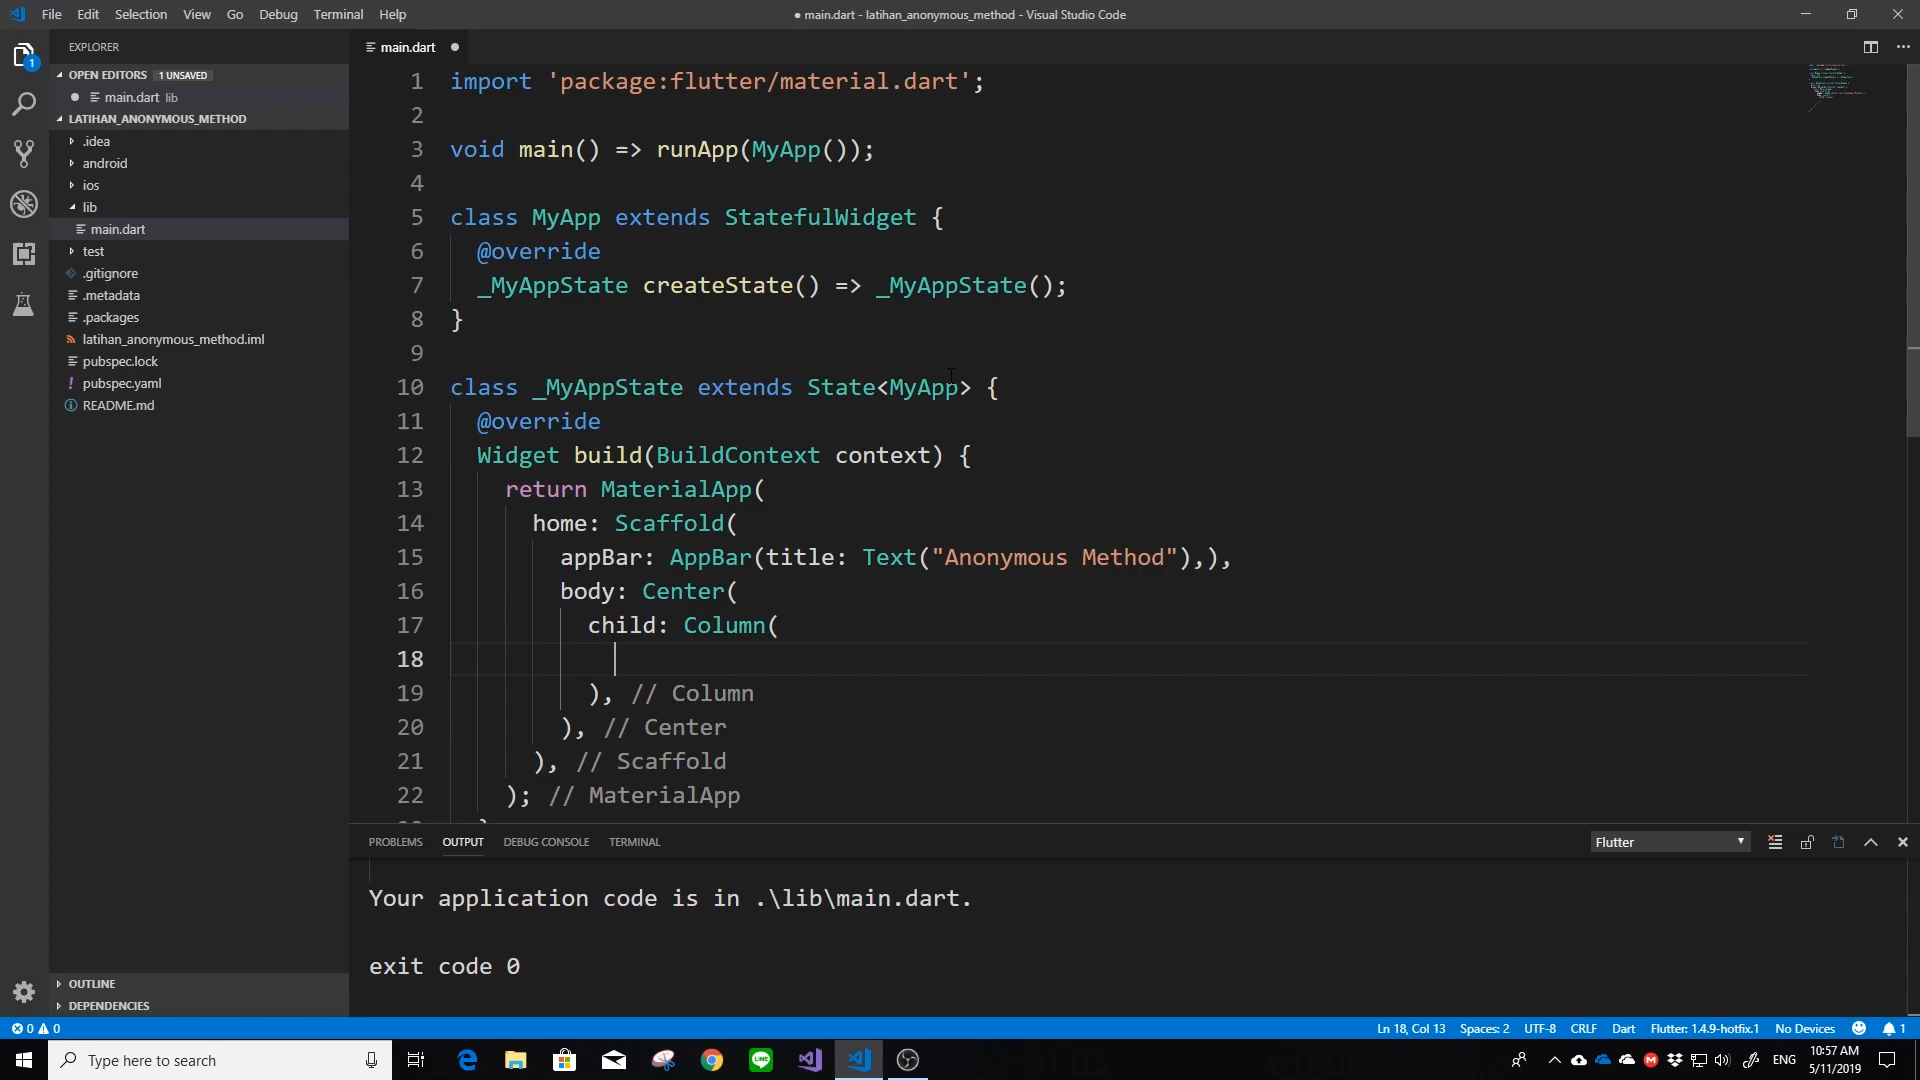 File Edit Selection View Go Debug Terminal Help
● main.dart - latihan_anonymous_method - Visual Studio Code
EXPLORER
OPEN EDITORS 1 UNSAVED
main.dart lib
LATIHAN_ANONYMOUS_METHOD
.idea
android
ios
lib
main.dart
test
.gitignore
.metadata
.packages
latihan_anonymous_method.iml
pubspec.lock
pubspec.yaml
README.md
OUTLINE
DEPENDENCIES
1
main.dart
1 import 'package:flutter/material.dart';
2
3 void main() => runApp(MyApp());
4
5 class MyApp extends StatefulWidget {
6 @override
7 _MyAppState createState() => _MyAppState();
8 }
9
10 class _MyAppState extends State<MyApp> {
11 @override
12 Widget build(BuildContext context) {
13 return MaterialApp(
14 home: Scaffold(
15 appBar: AppBar(title: Text("Anonymous Method"),),
16 body: Center(
17 child: Column(
18
19 ), // Column
20 ), // Center
21 ), // Scaffold
22 ); // MaterialApp
PROBLEMS OUTPUT DEBUG CONSOLE TERMINAL
Flutter
Your application code is in .\lib\main.dart.
exit code 0
0 0
Ln 18, Col 13 Spaces: 2 UTF-8 CRLF Dart Flutter: 1.4.9-hotfix.1 No Devices 1
Type here to search
LINE
ENG
10:57 AM
5/11/2019